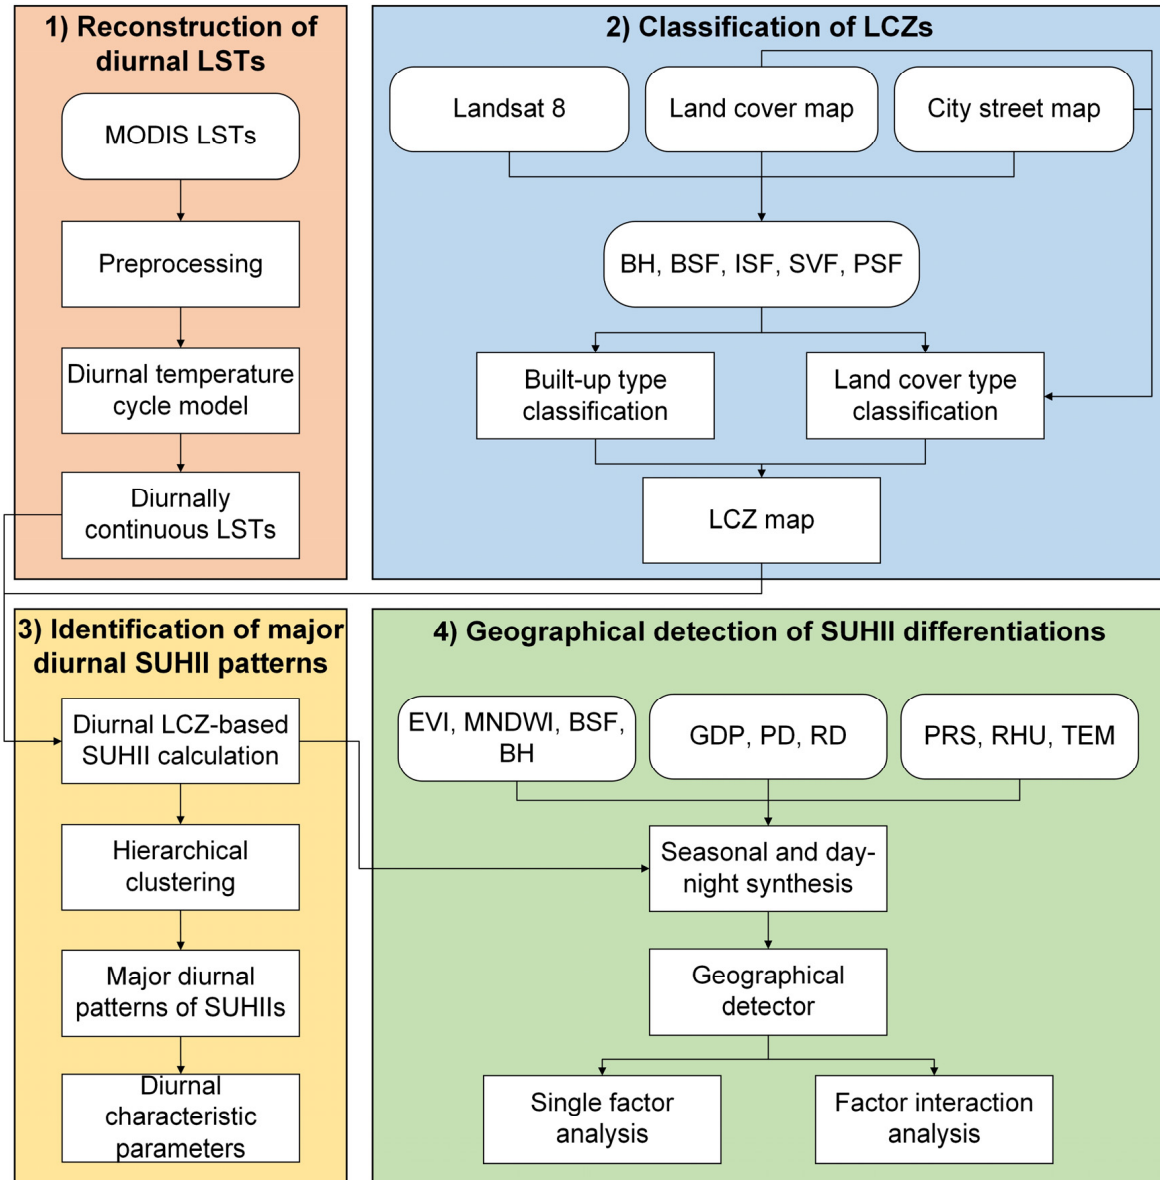 1) Reconstruction of
diurnal LSTs
MODIS LSTs
Preprocessing
Diurnal temperature
cycle model
Diurnally
continuous LSTs
2) Classification of LCZs
Landsat 8
Land cover map
City street map
BH, BSF, ISF, SVF, PSF
Built-up type
classification
Land cover type
classification
LCZ map
3) Identification of major
diurnal SUHII patterns
Diurnal LCZ-based
SUHII calculation
Hierarchical
clustering
Major diurnal
patterns of SUHIIs
Diurnal
characteristic
parameters
4) Geographical detection of SUHII differentiations
EVI, MNDWI, BSF,
BH
GDP, PD, RD
PRS, RHU, TEM
Seasonal and day-
night synthesis
Geographical
detector
Single factor
analysis
Factor interaction
analysis